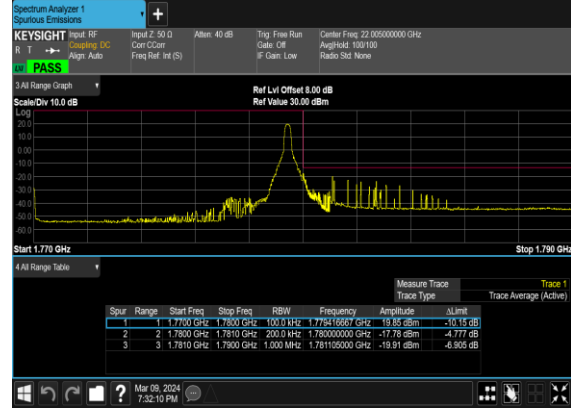 Spectrum Analyzer 1
Spurious Emissions
KEYSIGHT Input: RF Input Z: 50 Ω Atten: 40 dB Trig: Free Run Center Freq: 22.005000000 GHz
R T Coupling: DC Corr CCorr Gate: Off Avg|Hold: 100/100
Align: Auto Freq Ref: Int (S) IF Gain: Low Radio Std: None
PASS
3 All Range Graph
Ref Lvl Offset 8.00 dB
Scale/Div 10.0 dB Ref Value 30.00 dBm
Log
20.0
10.0
0.00
-10.0
-20.0
-30.0
-40.0
-50.0
-60.0
Start 1.770 GHz Stop 1.790 GHz
4 All Range Table
Measure Trace Trace 1
Trace Type Trace Average (Active)
Spur Range Start Freq Stop Freq RBW Frequency Amplitude ΔLimit
1 1 1.7700 GHz 1.7800 GHz 100.0 kHz 1.779416667 GHz 19.85 dBm -10.15 dB
2 2 1.7800 GHz 1.7810 GHz 200.0 kHz 1.780000000 GHz -17.78 dBm -4.777 dB
3 3 1.7810 GHz 1.7900 GHz 1.000 MHz 1.781105000 GHz -19.91 dBm -6.905 dB
Mar 09, 2024
7:32:10 PM